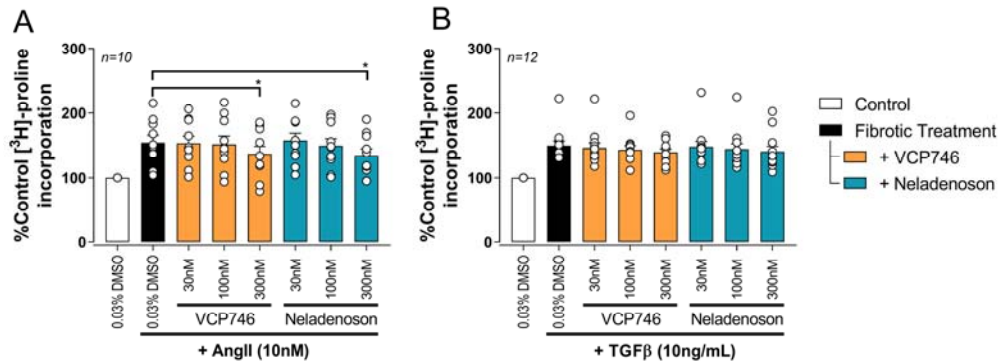 A
%Control [³H]-proline
incorporation
300
200
100
0
n=10
*
*
0.03% DMSO
0.03% DMSO
30nM
100nM
300nM
30nM
100nM
300nM
VCP746
Neladenoson
+ AngII (10nM)
B
%Control [³H]-proline
incorporation
300
200
100
0
n=12
0.03% DMSO
0.03% DMSO
30nM
100nM
300nM
30nM
100nM
300nM
VCP746
Neladenoson
+ TGFβ (10ng/mL)
Control
Fibrotic Treatment
+ VCP746
+ Neladenoson